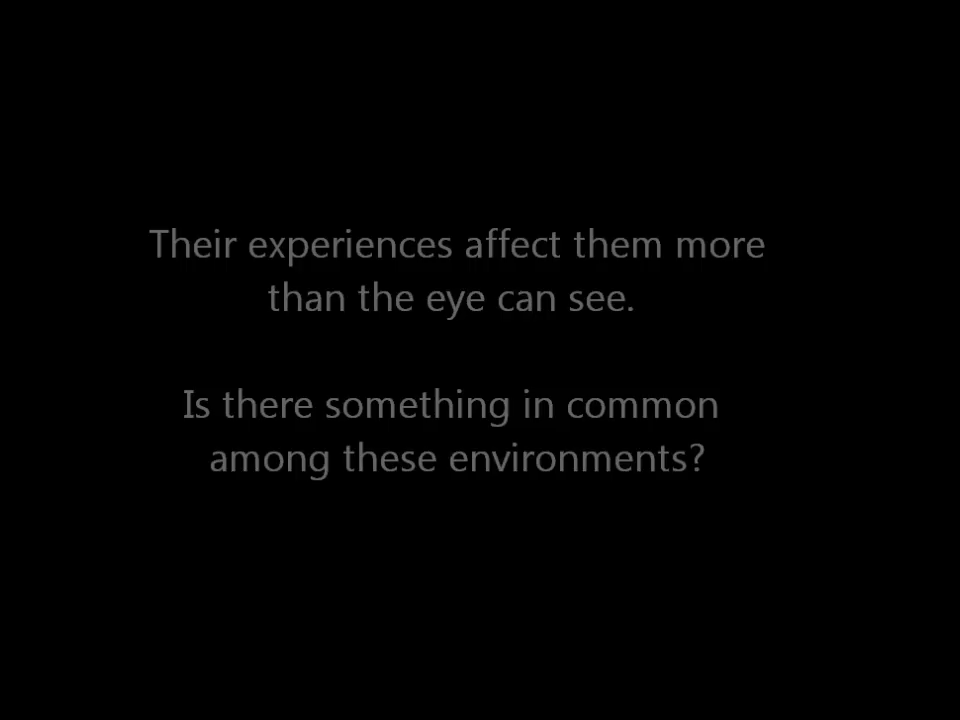 Their experiences affect them more
than the eye can see.
Is there something in common
among these environments?